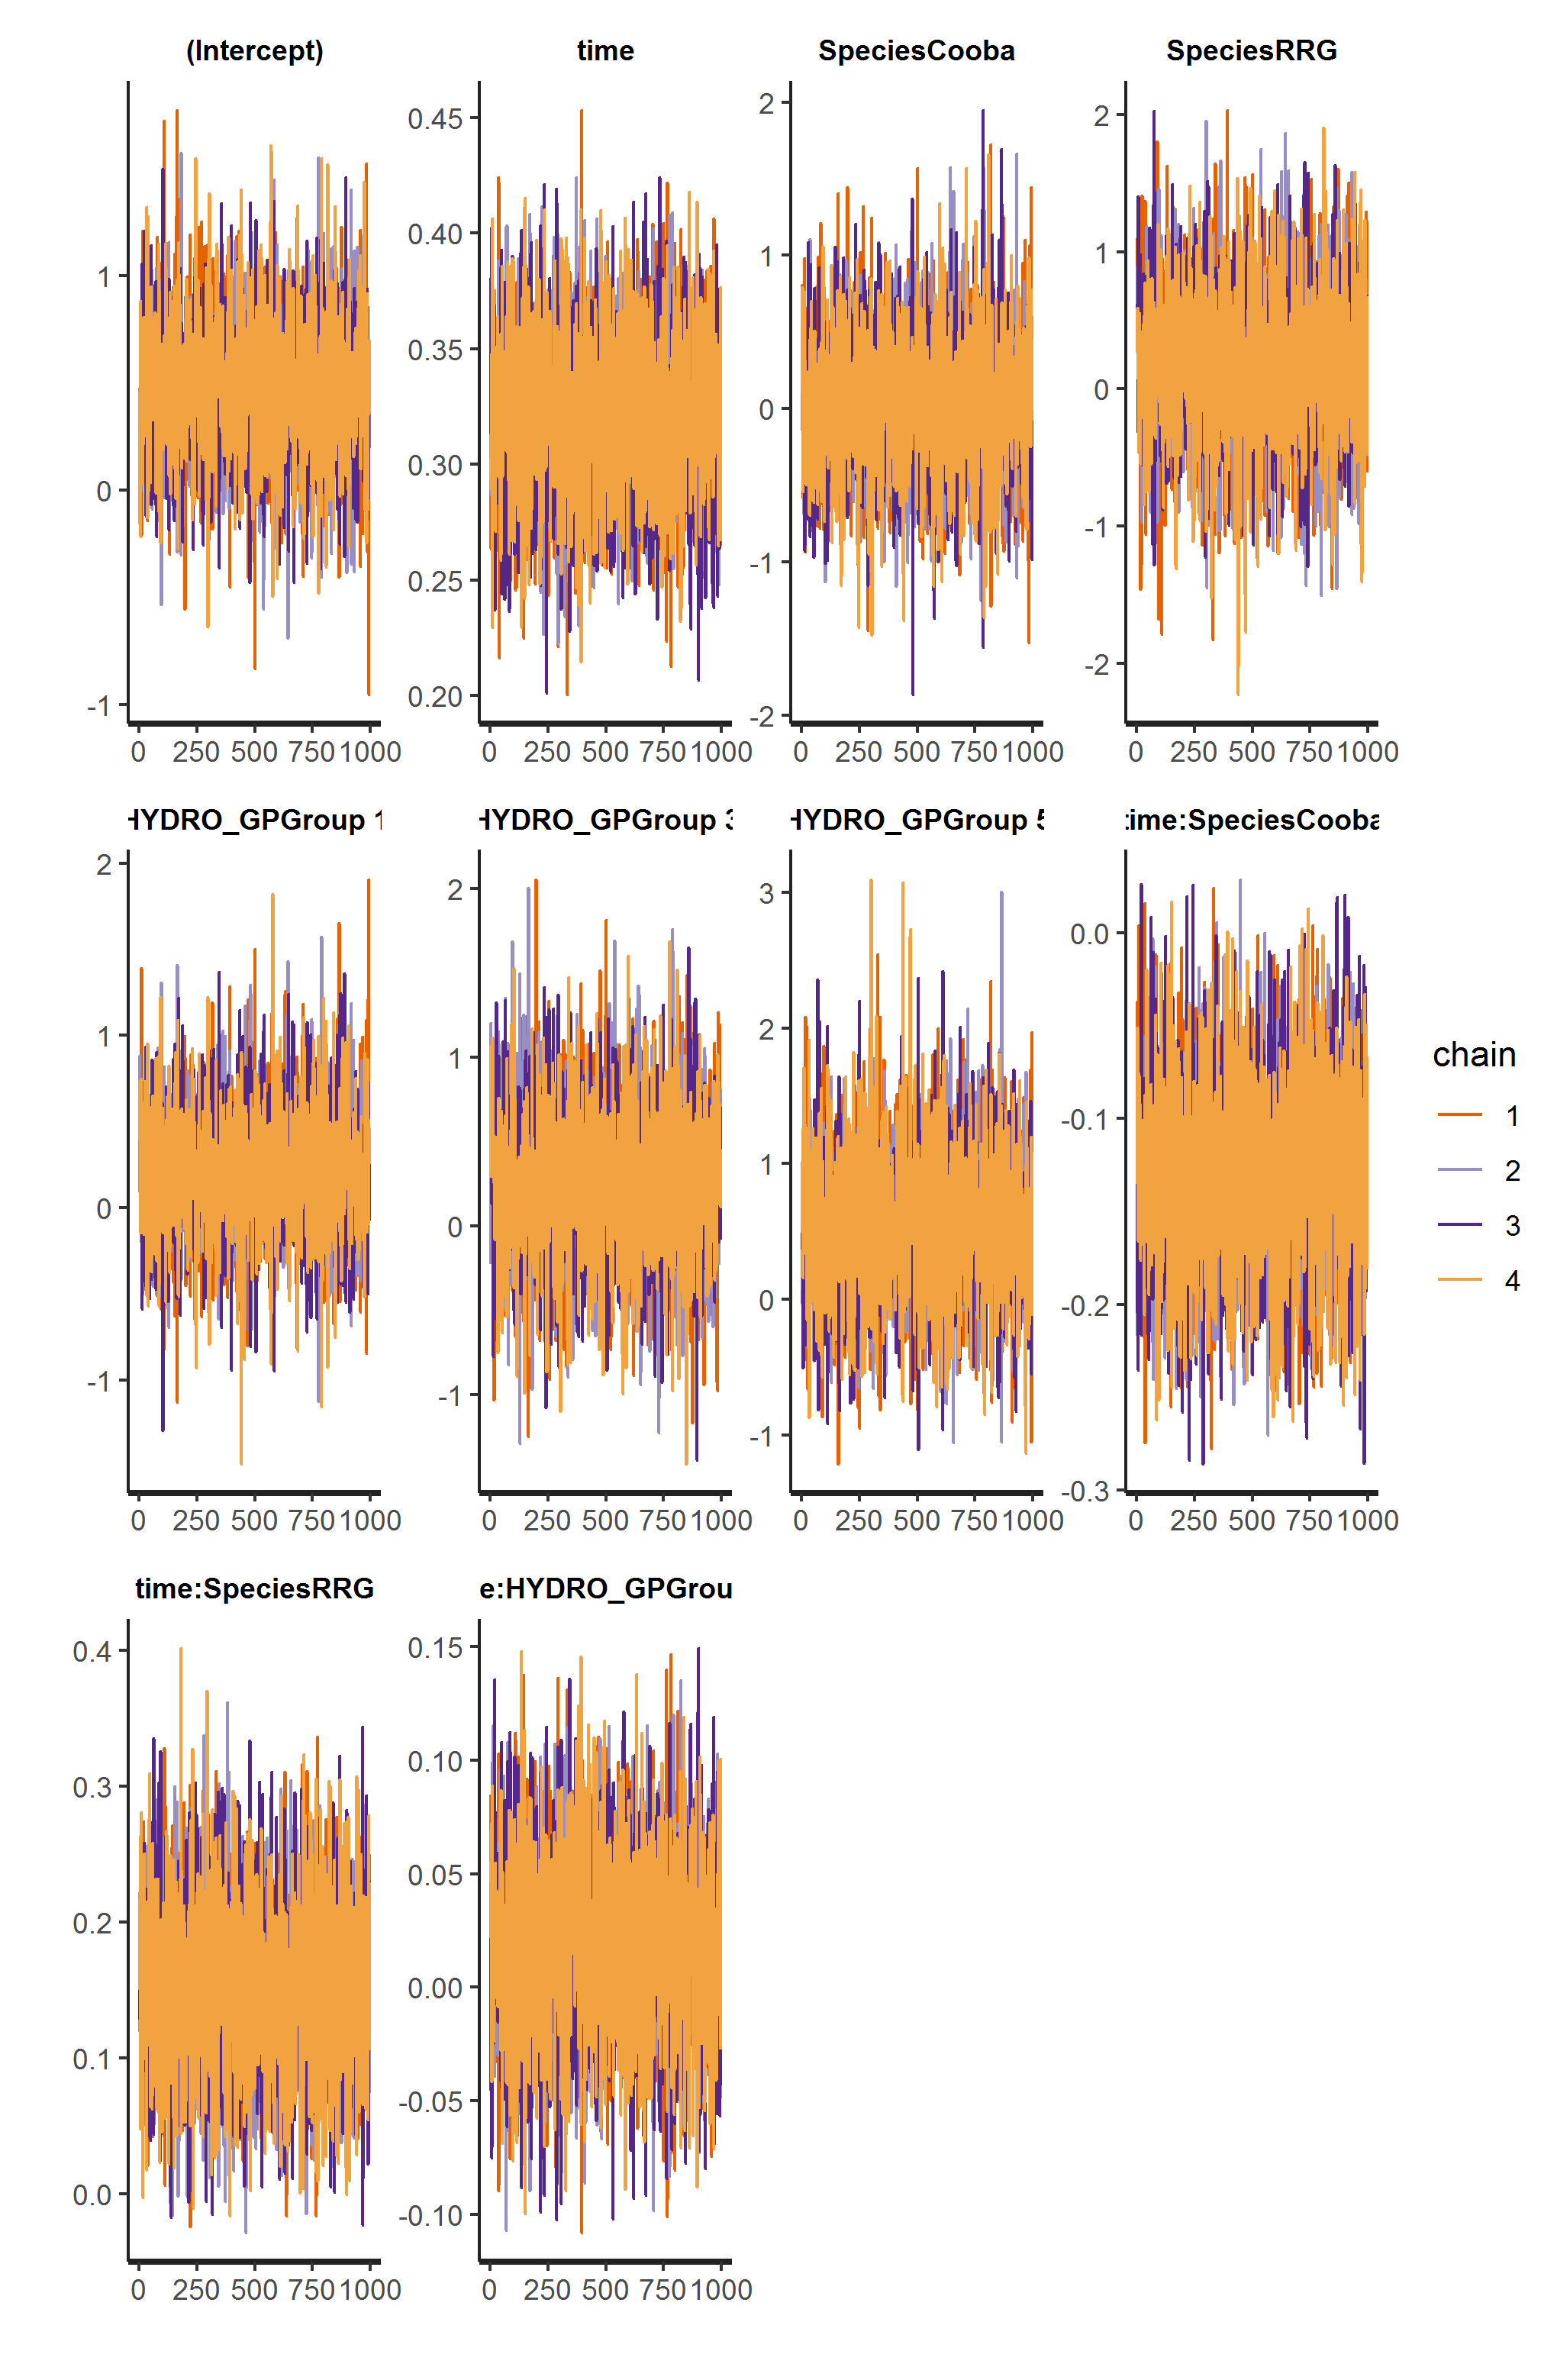 (Intercept) time SpeciesCooba SpeciesRRG
1 0 -1
0.45 0.40 0.35 0.30 0.25 0.20
2 1 0 -1 -2
2 1 0 -1 -2
0 250 500 750 1000 0 250 500 750 1000 0 250 500 750 1000 0 250 500 750 1000
HYDRO_GPGroup 1 HYDRO_GPGroup 3 HYDRO_GPGroup 5 time:SpeciesCooba
2 1 0 -1
2 1 0 -1
3 2 1 0 -1
0.0 -0.1 -0.2 -0.3
0 250 500 750 1000 0 250 500 750 1000 0 250 500 750 1000 0 250 500 750 1000
time:SpeciesRRG e:HYDRO_GPGrou
0.4 0.3 0.2 0.1 0.0
0.15 0.10 0.05 0.00 -0.05 -0.10
0 250 500 750 1000 0 250 500 750 1000
chain
1
2
3
4